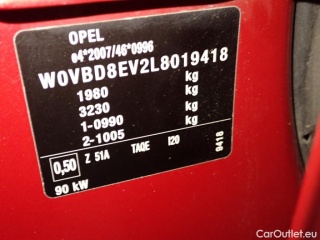 OPEL
e4*2007/46*0996
W0VBD8EV2L8019418
1980 kg
3230 kg
1-0990 kg
2-1005 kg
0,50 Z 51A TAQE I20
9418
90 kW
CarOutlet.eu